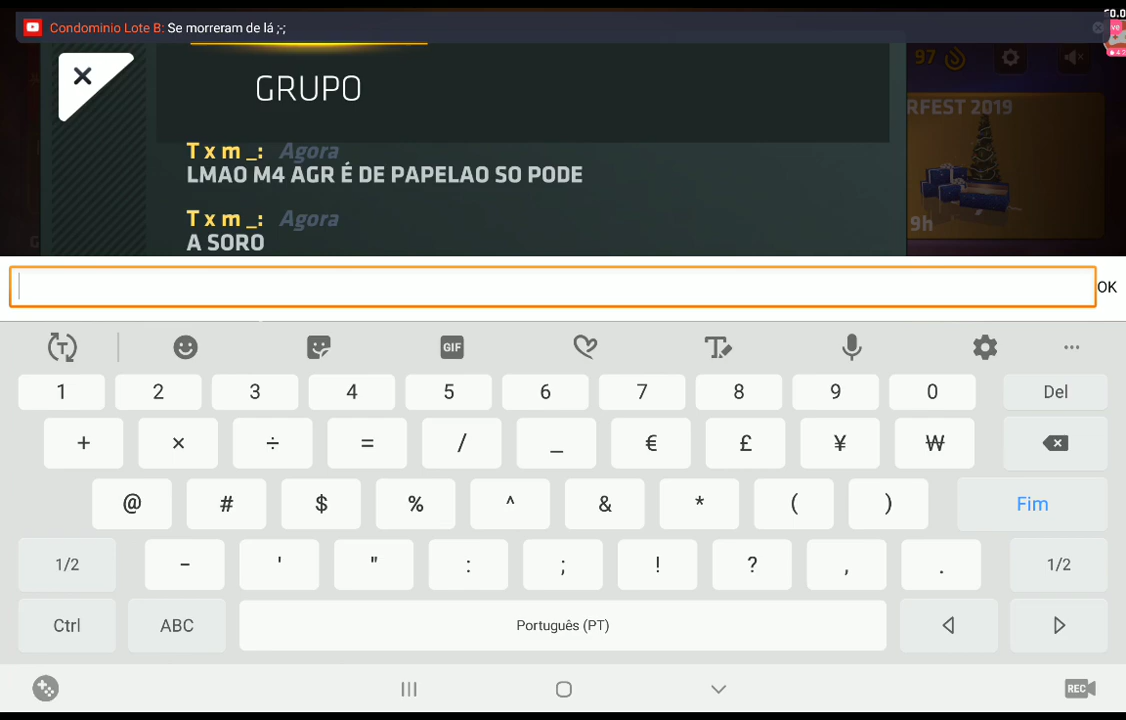 Condominio Lote B: Se morreram de lá ;-;
GRUPO
T x m _: Agora
LMAO M4 AGR É DE PAPELAO SO PODE
T x m _: Agora
A SORO
97
RFEST 2019
9h
OK
GIF
1 2 3 4 5 6 7 8 9 0 Del
+ × ÷ = / _ € £ ¥ ₩
@ # $ % ^ & * ( ) Fim
1/2 - ' " : ; ! ? , . 1/2
Ctrl ABC Português (PT)
REC